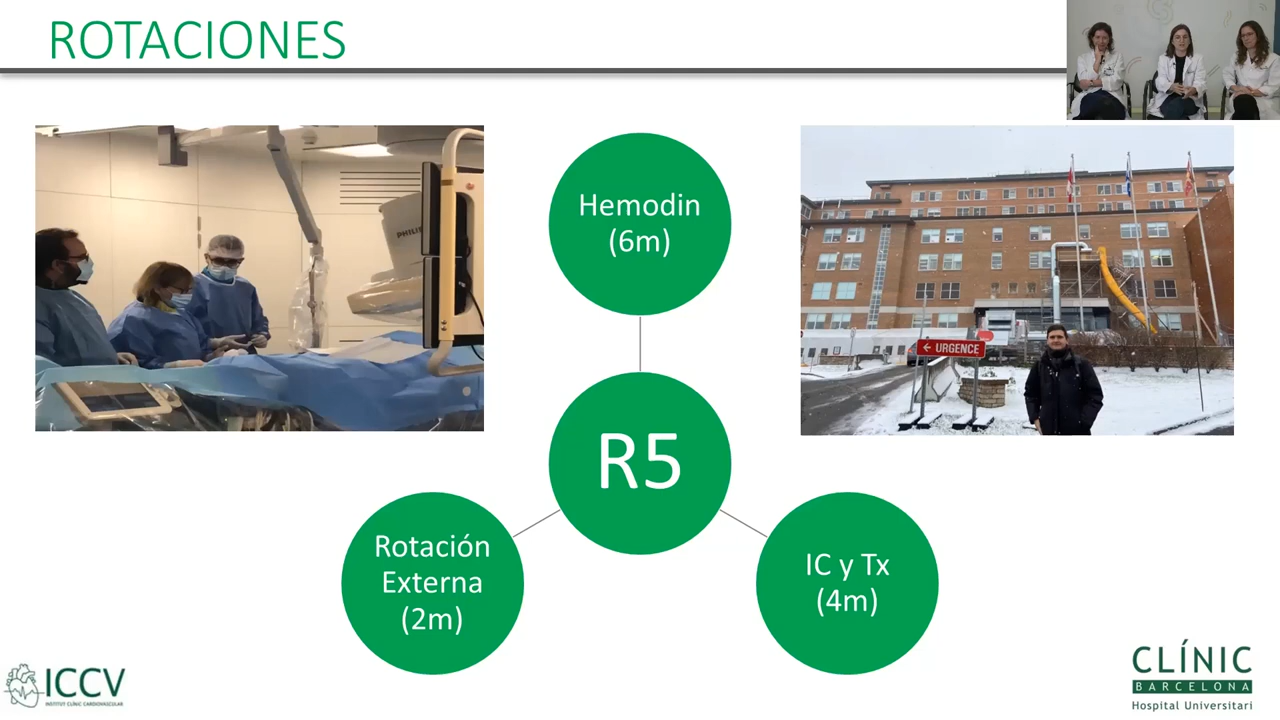 ROTACIONES
Hemodin
(6m)
PHILIPS
URGENCE
R5
Rotación
Externa
(2m)
IC y Tx
(4m)
ICCV
INSTITUT CLÍNIC CARDIOVASCULAR
CLÍNIC
BARCELONA
Hospital Universitari